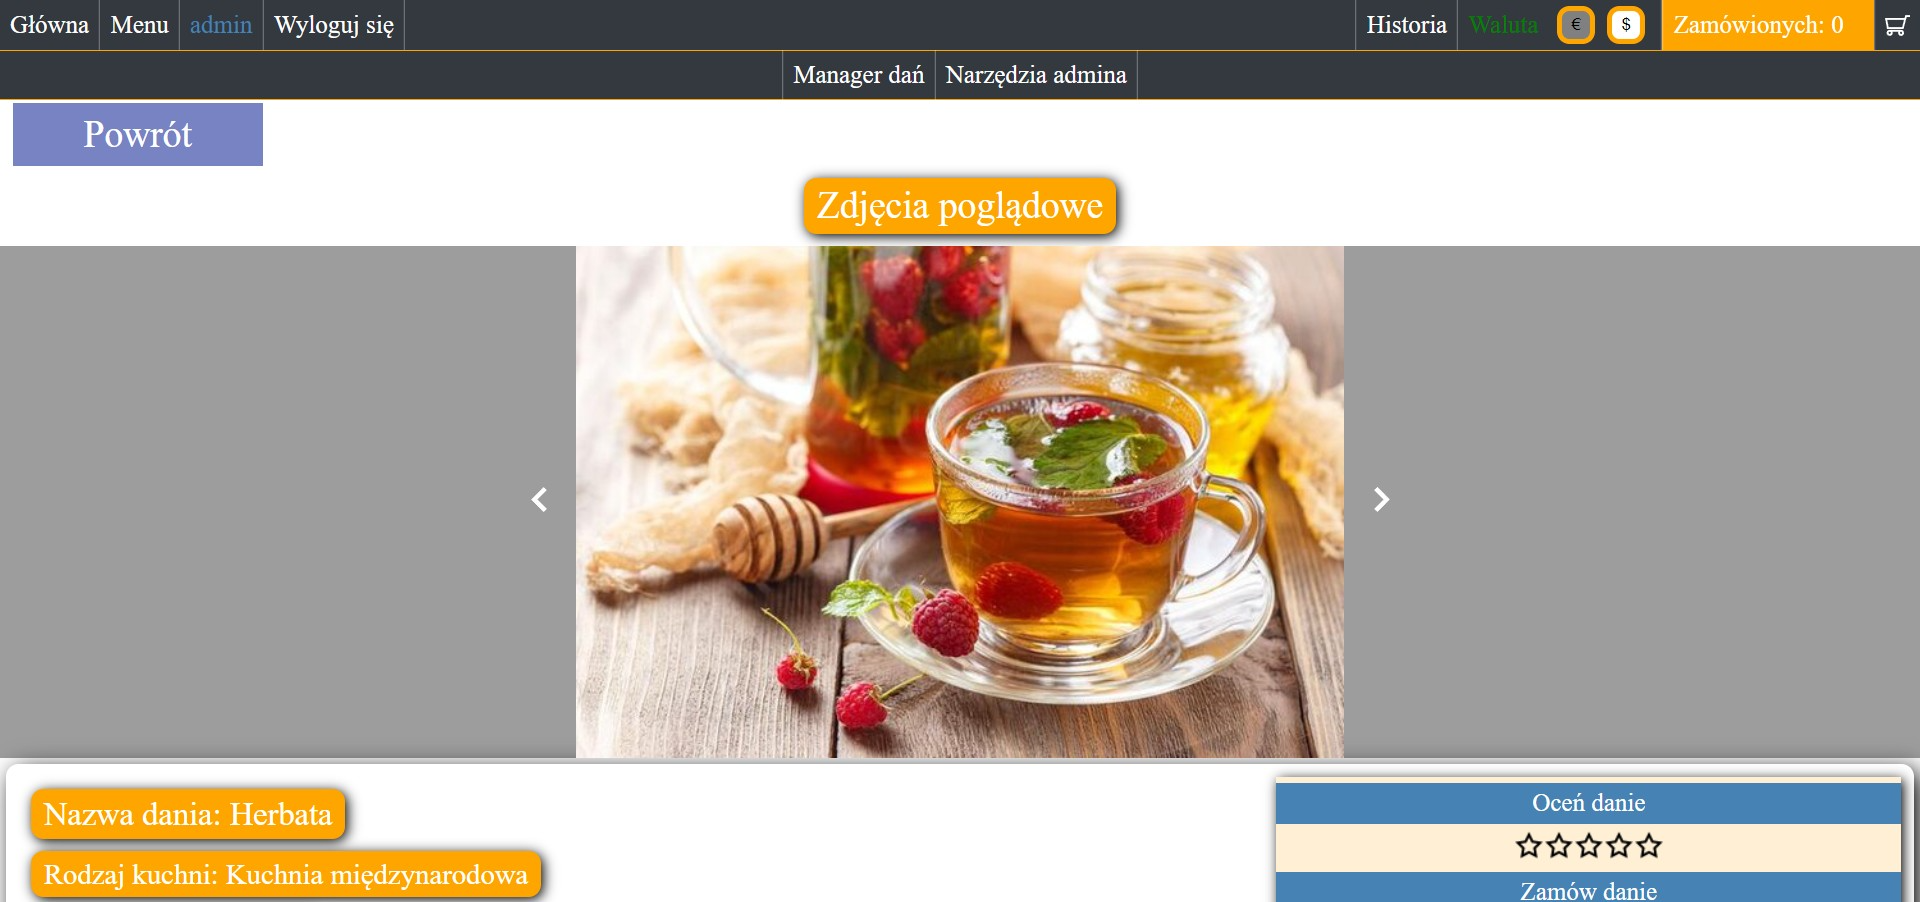 Główna Menu admin Wyloguj się Historia Waluta € $ Zamówionych: 0
Manager dań Narzędzia admina
Powrót
Zdjęcia poglądowe
Nazwa dania: Herbata
Rodzaj kuchni: Kuchnia międzynarodowa
Oceń danie
Zamów danie